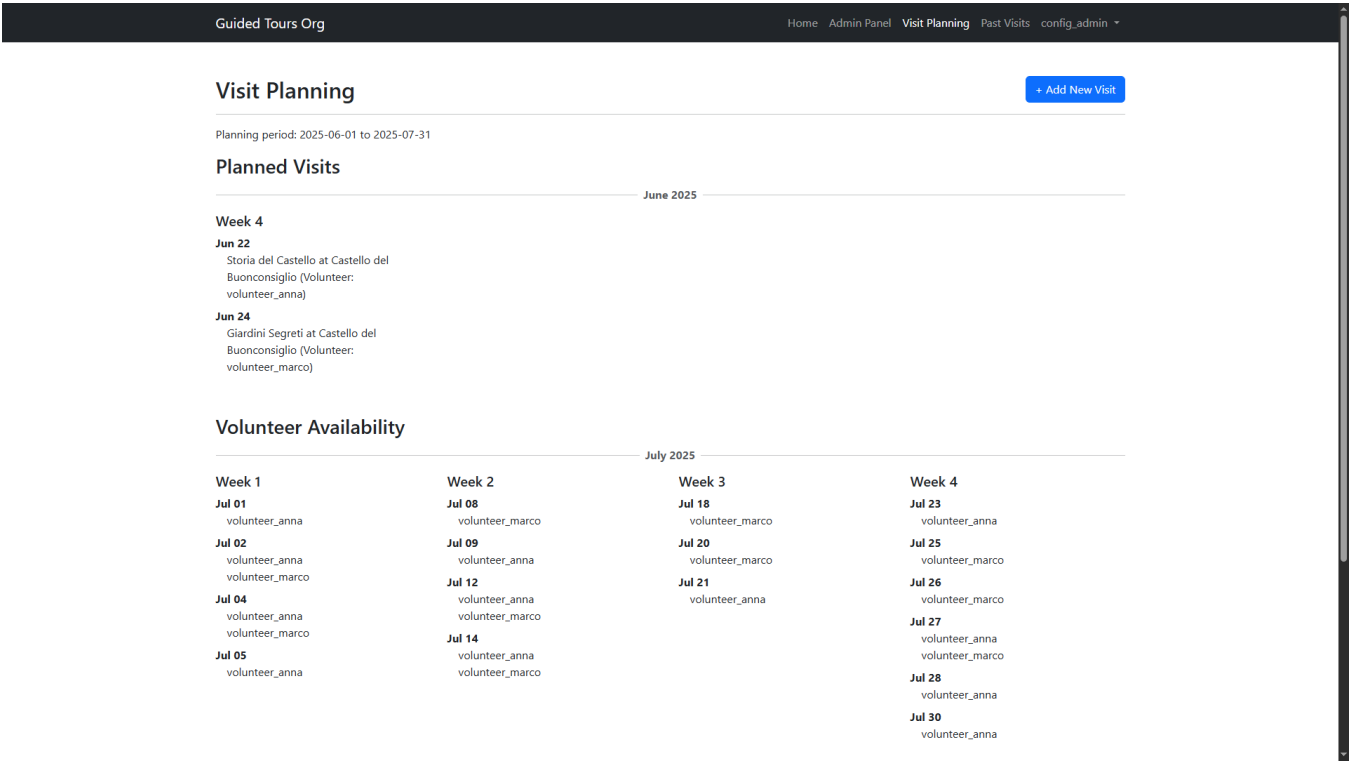 Guided Tours Org
Home Admin Panel Visit Planning Past Visits config_admin
Visit Planning
+ Add New Visit
Planning period: 2025-06-01 to 2025-07-31
Planned Visits
June 2025
Week 4
Jun 22
Storia del Castello at Castello del
Buonconsiglio (Volunteer:
volunteer_anna)
Jun 24
Giardini Segreti at Castello del
Buonconsiglio (Volunteer:
volunteer_marco)
Volunteer Availability
July 2025
Week 1
Jul 01
volunteer_anna
Jul 02
volunteer_anna
volunteer_marco
Jul 04
volunteer_anna
volunteer_marco
Jul 05
volunteer_anna
Week 2
Jul 08
volunteer_marco
Jul 09
volunteer_anna
Jul 12
volunteer_anna
volunteer_marco
Jul 14
volunteer_anna
volunteer_marco
Week 3
Jul 18
volunteer_marco
Jul 20
volunteer_marco
Jul 21
volunteer_anna
Week 4
Jul 23
volunteer_anna
Jul 25
volunteer_marco
Jul 26
volunteer_marco
Jul 27
volunteer_anna
volunteer_marco
Jul 28
volunteer_anna
Jul 30
volunteer_anna